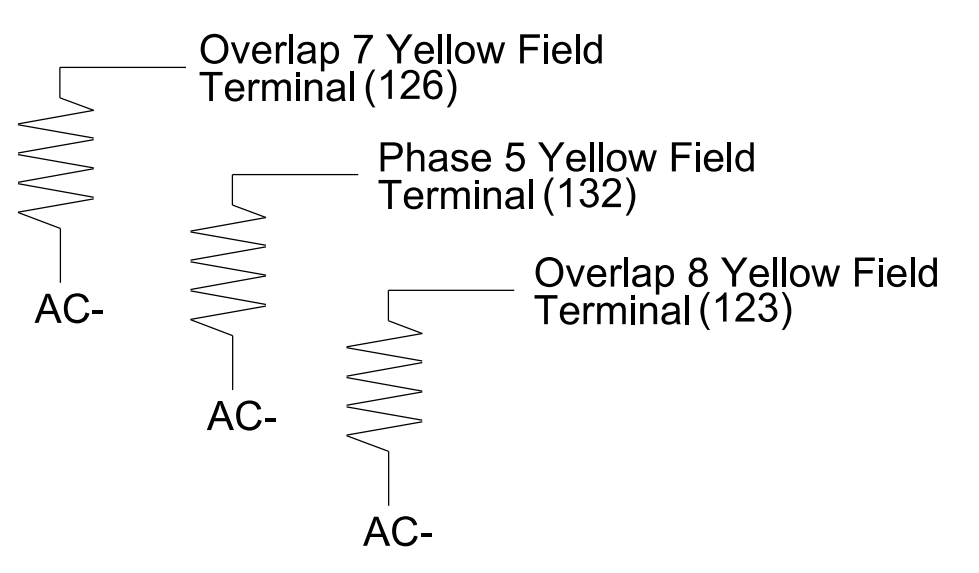 Overlap 7 Yellow Field
Terminal (126)
AC-
Phase 5 Yellow Field
Terminal (132)
AC-
Overlap 8 Yellow Field
Terminal (123)
AC-